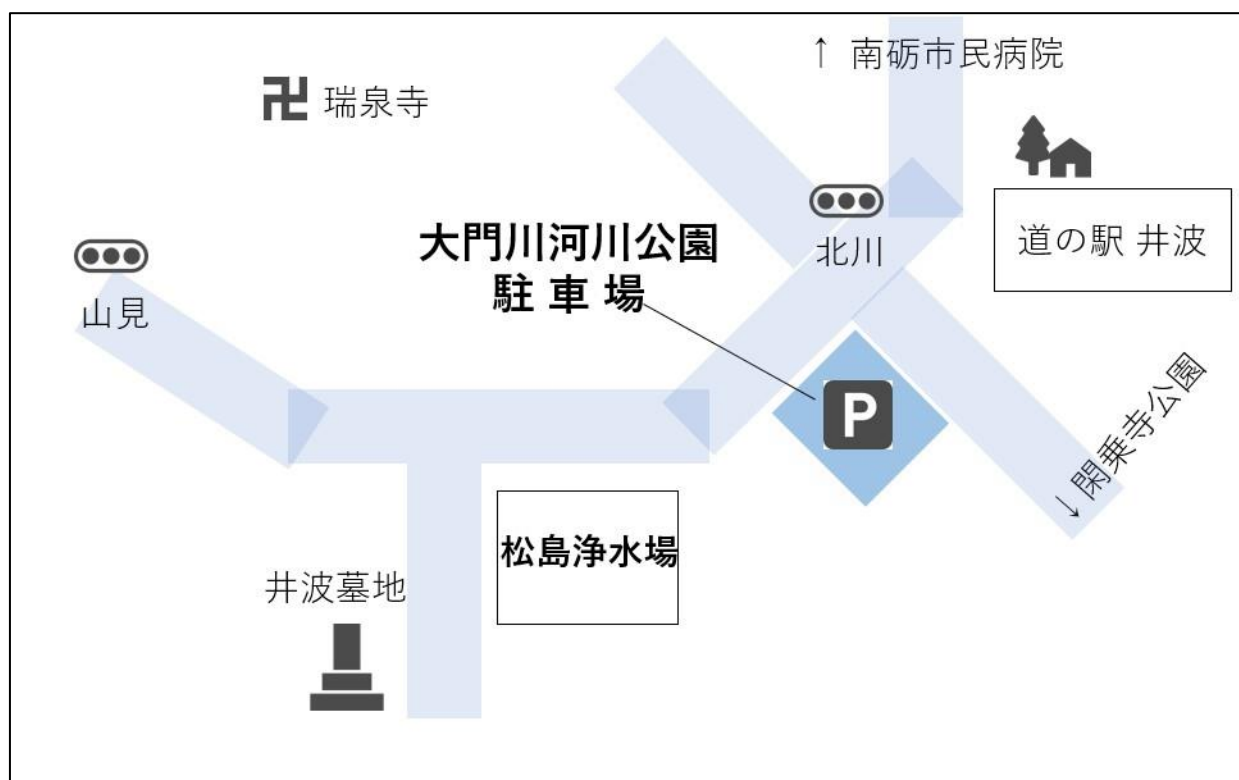 ↑ 南砺市民病院
卍 瑞泉寺
北川
道の駅 井波
大門川河川公園
駐 車 場
山見
P
↓ 閑乗寺公園
松島浄水場
井波墓地